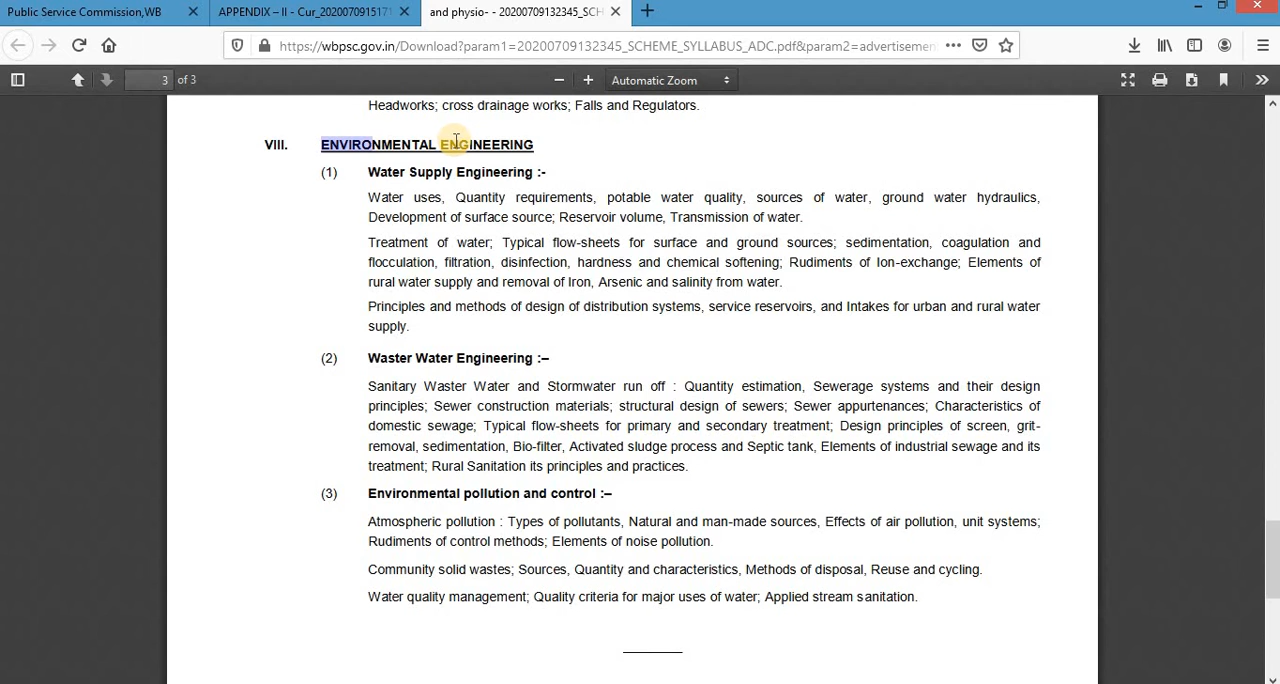 Public Service Commission,WB
APPENDIX – II - Cur_2020070915171
and physio- - 20200709132345_SCH
https://wbpsc.gov.in/Download?param1=20200709132345_SCHEME_SYLLABUS_ADC.pdf&param2=advertisemen
3 of 3
Automatic Zoom
Headworks; cross drainage works; Falls and Regulators.
VIII. ENVIRONMENTAL ENGINEERING
(1) Water Supply Engineering :-
Water uses, Quantity requirements, potable water quality, sources of water, ground water hydraulics,
Development of surface source; Reservoir volume, Transmission of water.
Treatment of water; Typical flow-sheets for surface and ground sources; sedimentation, coagulation and
flocculation, filtration, disinfection, hardness and chemical softening; Rudiments of Ion-exchange; Elements of
rural water supply and removal of Iron, Arsenic and salinity from water.
Principles and methods of design of distribution systems, service reservoirs, and Intakes for urban and rural water
supply.
(2) Waster Water Engineering :–
Sanitary Waster Water and Stormwater run off : Quantity estimation, Sewerage systems and their design
principles; Sewer construction materials; structural design of sewers; Sewer appurtenances; Characteristics of
domestic sewage; Typical flow-sheets for primary and secondary treatment; Design principles of screen, grit-
removal, sedimentation, Bio-filter, Activated sludge process and Septic tank, Elements of industrial sewage and its
treatment; Rural Sanitation its principles and practices.
(3) Environmental pollution and control :–
Atmospheric pollution : Types of pollutants, Natural and man-made sources, Effects of air pollution, unit systems;
Rudiments of control methods; Elements of noise pollution.
Community solid wastes; Sources, Quantity and characteristics, Methods of disposal, Reuse and cycling.
Water quality management; Quality criteria for major uses of water; Applied stream sanitation.